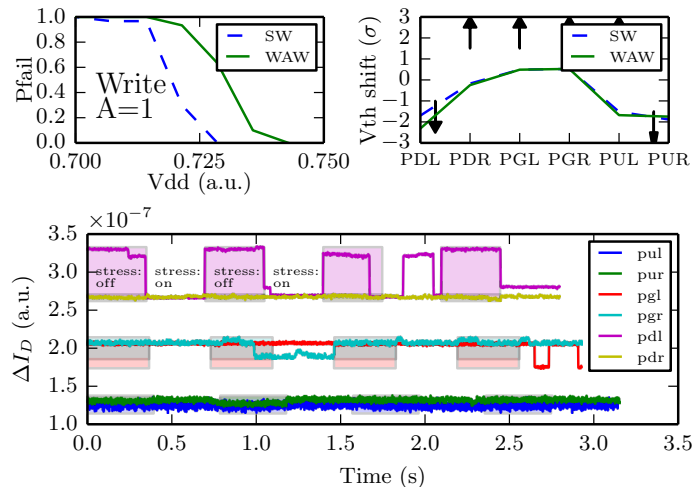 1.0
0.8
0.6
0.4
0.2
0.0
Pfail
Write
A=1
SW
WAW
0.700
0.725
0.750
Vdd (a.u.)
3
2
1
0
−1
−2
−3
Vth shift (σ)
SW
WAW
PDL
PDR
PGL
PGR
PUL
PUR
×10⁻⁷
3.5
3.0
2.5
2.0
1.5
1.0
ΔI_D (a.u.)
stress: stress: stress: stress:
off on off on
pul
pur
pgl
pgr
pdl
pdr
0.0
0.5
1.0
1.5
2.0
2.5
3.0
3.5
Time (s)